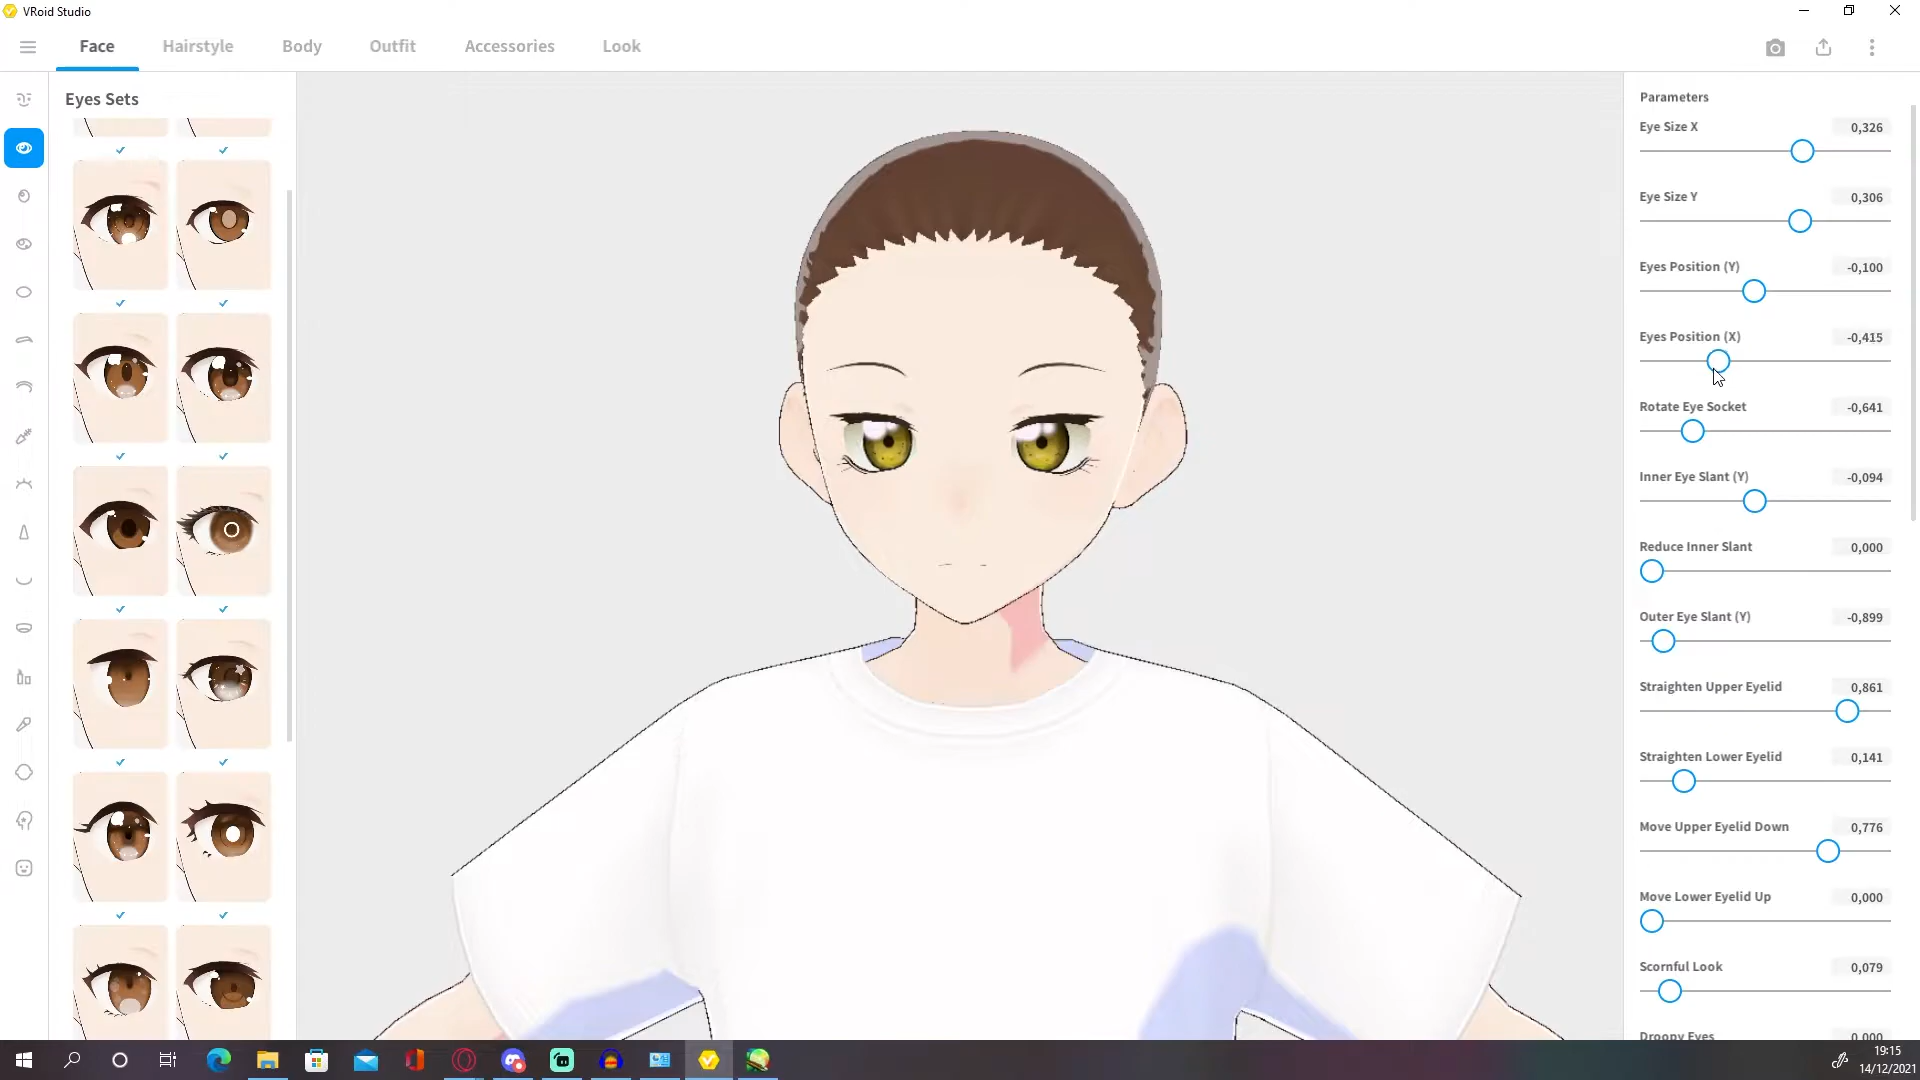 VRoid Studio
Face
Hairstyle
Body
Outfit
Accessories
Look
Eyes Sets
Parameters
Eye Size X 0,326
Eye Size Y 0,306
Eyes Position (Y) -0,100
Eyes Position (X) -0,415
Rotate Eye Socket -0,641
Inner Eye Slant (Y) -0,094
Reduce Inner Slant 0,000
Outer Eye Slant (Y) -0,899
Straighten Upper Eyelid 0,861
Straighten Lower Eyelid 0,141
Move Upper Eyelid Down 0,776
Move Lower Eyelid Up 0,000
Scornful Look 0,079
Droopy Eyes 0,000
19:15
14/12/2021